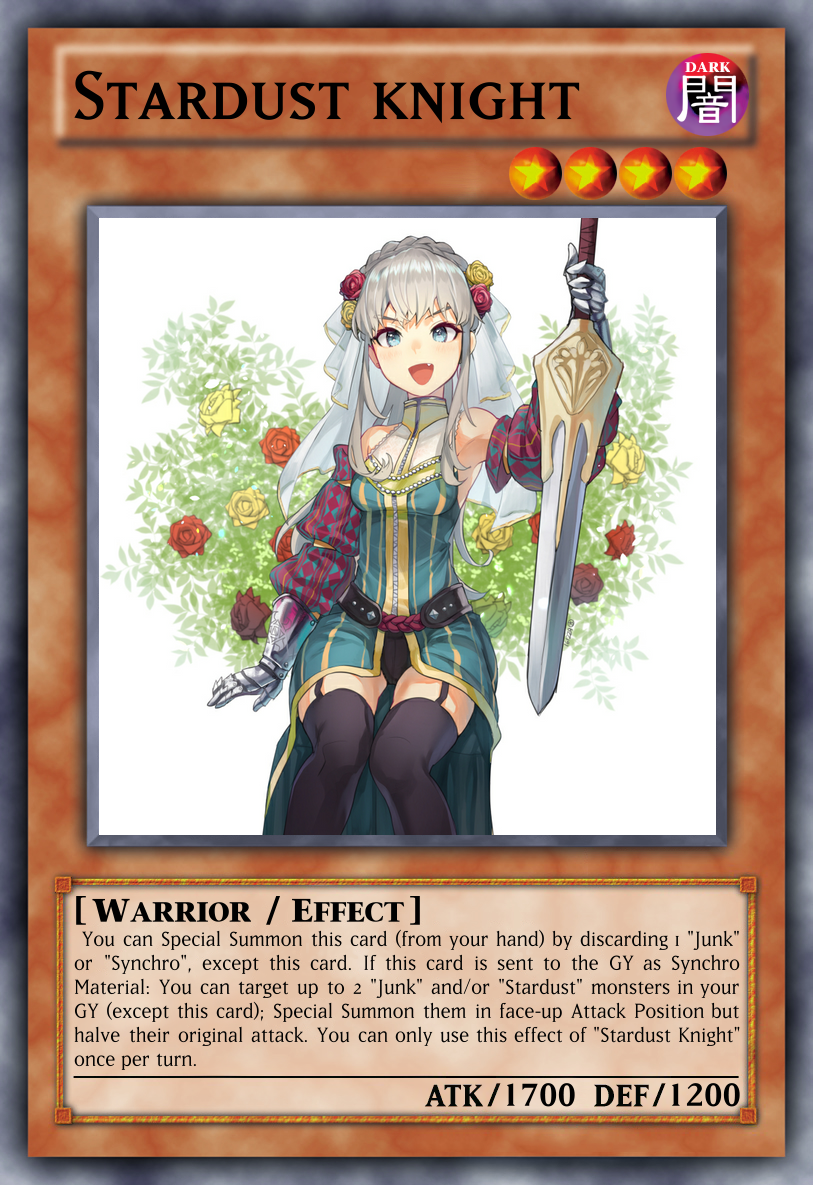 Stardust knight
DARK
闇
[ Warrior / Effect ]
You can Special Summon this card (from your hand) by discarding 1 "Junk"
or "Synchro", except this card. If this card is sent to the GY as Synchro
Material: You can target up to 2 "Junk" and/or "Stardust" monsters in your
GY (except this card); Special Summon them in face-up Attack Position but
halve their original attack. You can only use this effect of "Stardust Knight"
once per turn.
ATK/1700 DEF/1200